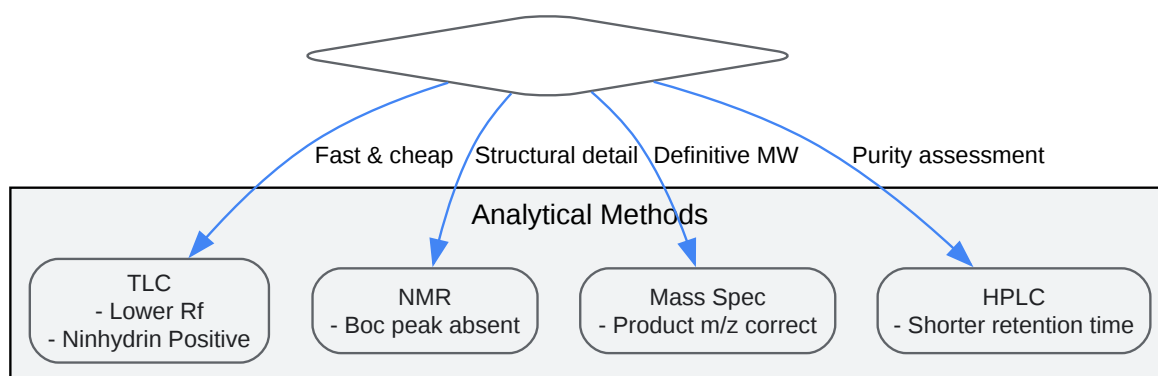 Fast & cheap
Structural detail
Definitive MW
Purity assessment
Analytical Methods
TLC
- Lower Rf
- Ninhydrin Positive
NMR
- Boc peak absent
Mass Spec
- Product m/z correct
HPLC
- Shorter retention time